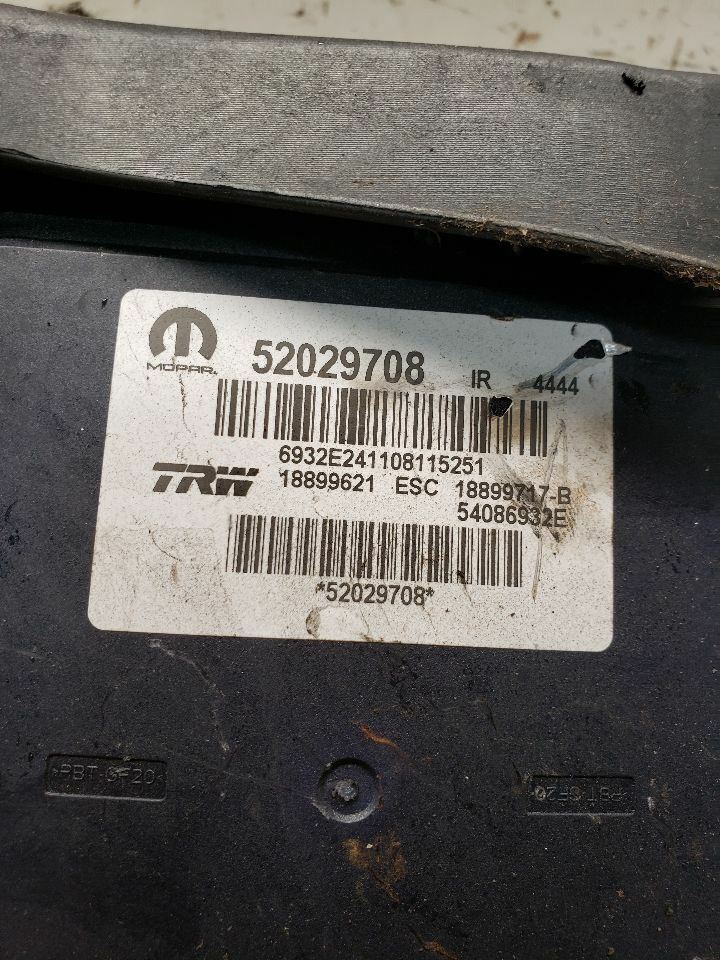 MOPAR.
52029708 IR 4444
6932E241108115251
TRW 18899621 ESC 18899717-B
54086932E
*52029708*
>PBT-GF20<
>PBT-GF20<